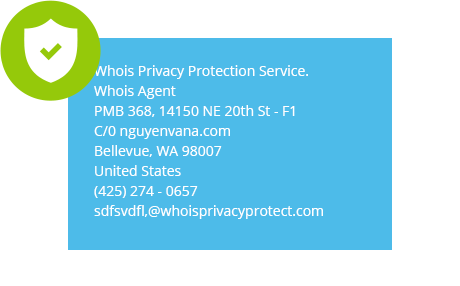 Whois Privacy Protection Service.
Whois Agent
PMB 368, 14150 NE 20th St - F1
C/0 nguyenvana.com
Bellevue, WA 98007
United States
(425) 274 - 0657
sdfsvdfl,@whoisprivacyprotect.com